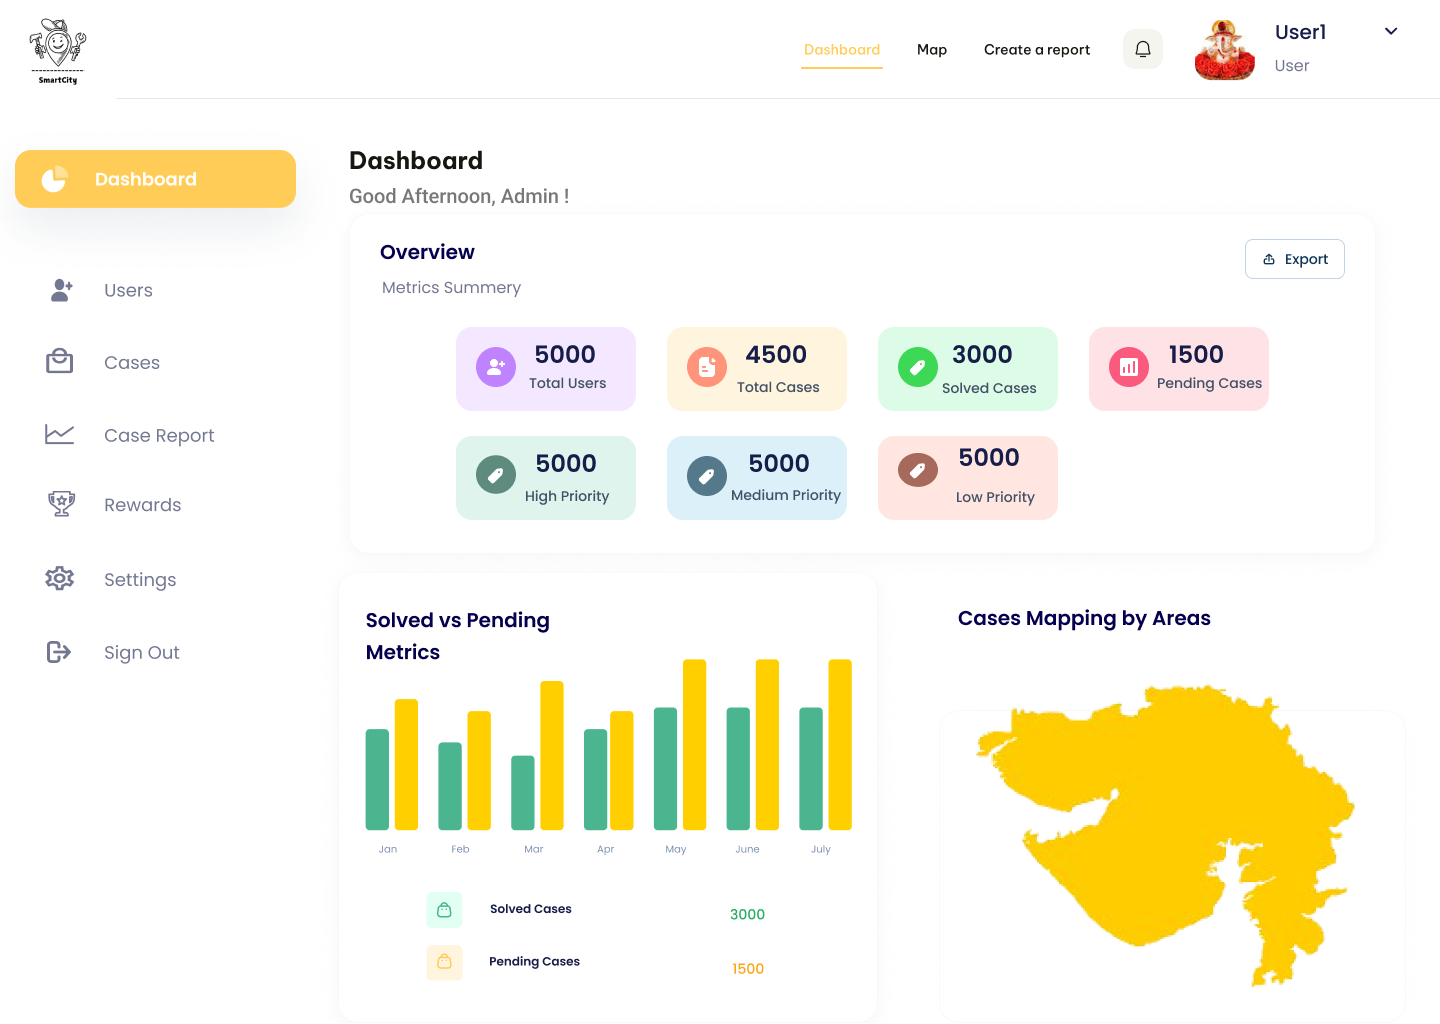 SmartCity
Dashboard
Map
Create a report
User1
User
Dashboard
Users
Cases
Case Report
Rewards
Settings
Sign Out
Dashboard
Good Afternoon, Admin !
Overview
Metrics Summery
Export
5000
Total Users
4500
Total Cases
3000
Solved Cases
1500
Pending Cases
5000
High Priority
5000
Medium Priority
5000
Low Priority
Solved vs Pending
Metrics
Jan
Feb
Mar
Apr
May
June
July
Solved Cases
3000
Pending Cases
1500
Cases Mapping by Areas